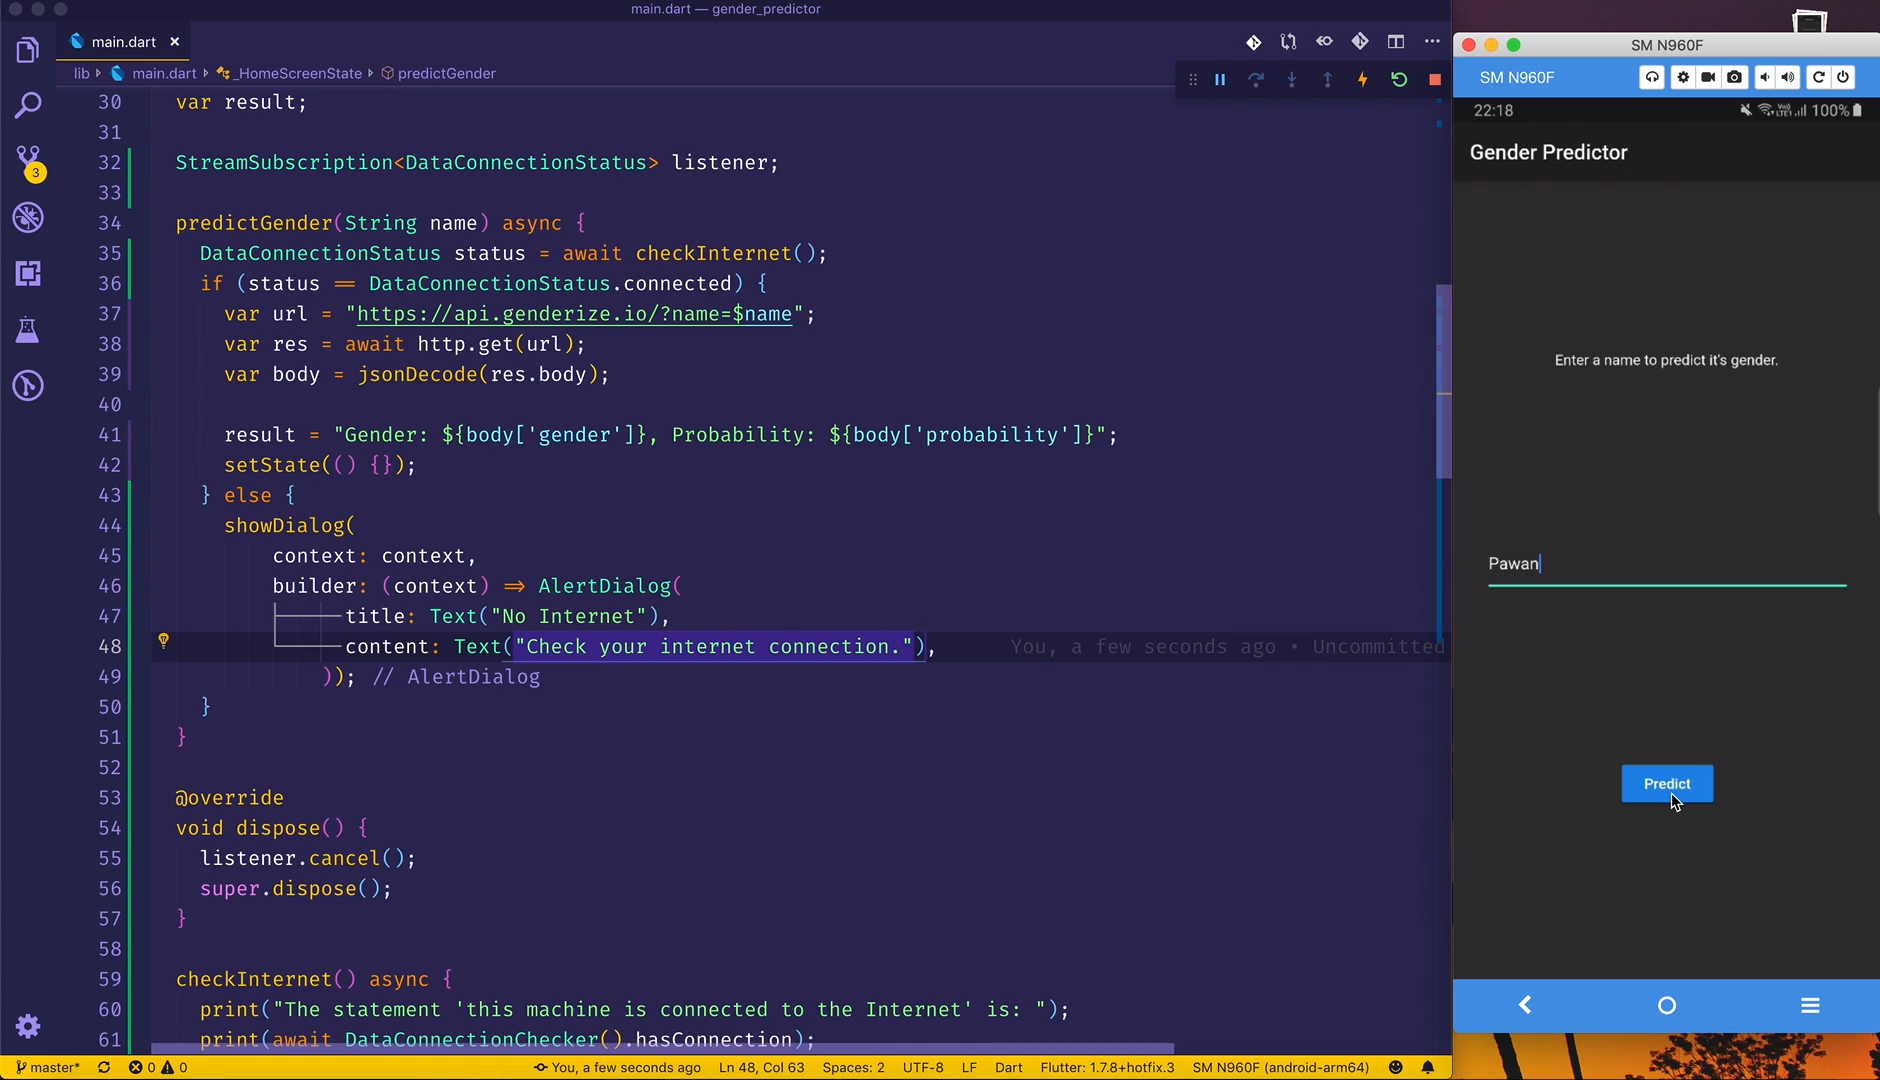 main.dart — gender_predictor
main.dart
lib main.dart _HomeScreenState predictGender
30 var result;
31
32 StreamSubscription<DataConnectionStatus> listener;
33
34 predictGender(String name) async {
35 DataConnectionStatus status = await checkInternet();
36 if (status == DataConnectionStatus.connected) {
37 var url = "https://api.genderize.io/?name=$name";
38 var res = await http.get(url);
39 var body = jsonDecode(res.body);
40
41 result = "Gender: ${body['gender']}, Probability: ${body['probability']}";
42 setState(() {});
43 } else {
44 showDialog(
45 context: context,
46 builder: (context) => AlertDialog(
47 title: Text("No Internet"),
48 content: Text("Check your internet connection."), You, a few seconds ago • Uncommitted
49 )); // AlertDialog
50 }
51 }
52
53 @override
54 void dispose() {
55 listener.cancel();
56 super.dispose();
57 }
58
59 checkInternet() async {
60 print("The statement 'this machine is connected to the Internet' is: ");
61 print(await DataConnectionChecker().hasConnection);
3
master* 0 0 You, a few seconds ago Ln 48, Col 63 Spaces: 2 UTF-8 LF Dart Flutter: 1.7.8+hotfix.3 SM N960F (android-arm64)
SM N960F
SM N960F
22:18 100%
Gender Predictor
Enter a name to predict it's gender.
Pawan
Predict